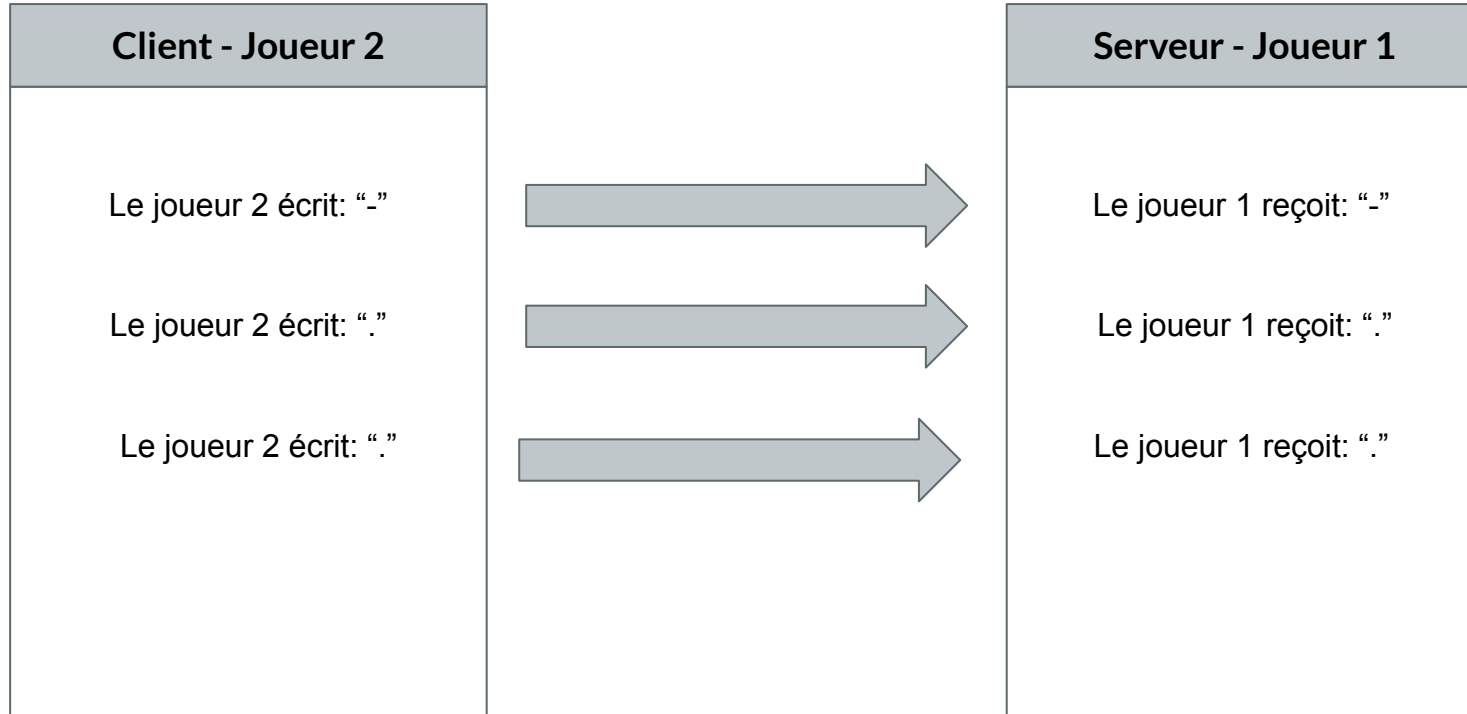 Client - Joueur 2
Serveur - Joueur 1
Le joueur 2 écrit: “-”
Le joueur 1 reçoit: “-”
Le joueur 2 écrit: “.”
Le joueur 1 reçoit: “.”
Le joueur 2 écrit: “.”
Le joueur 1 reçoit: “.”